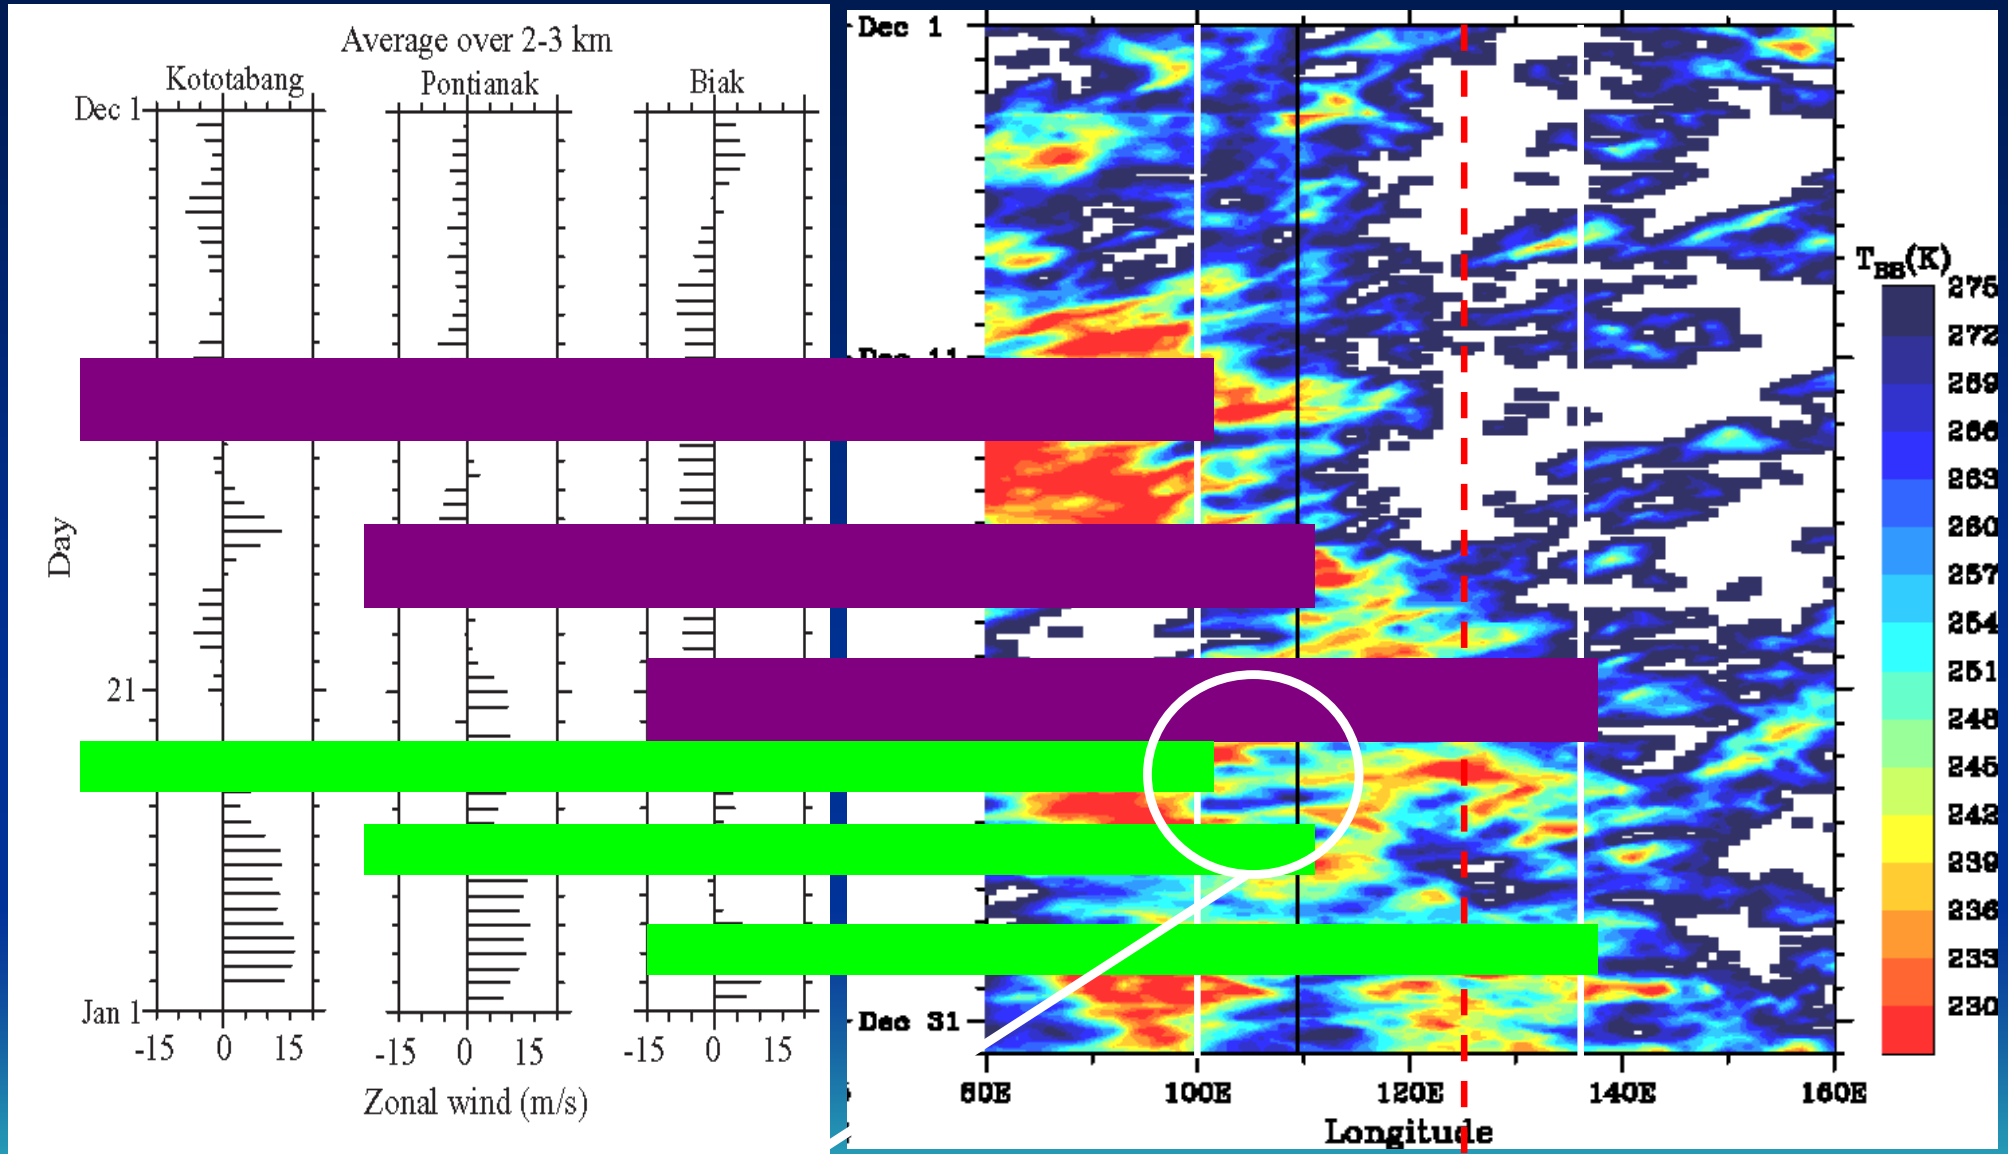 Average over 2-3 km
Kototabang
Pontianak
Biak
Dec 1
Day
21
Jan 1
-15 0 15
-15 0 15
-15 0 15
Zonal wind (m/s)
Dec 1
Dec 11
Dec 31
80E 100E 120E 140E 160E
Longitude
TBB(K)
275
272
269
266
263
260
257
254
251
248
245
242
239
236
233
230